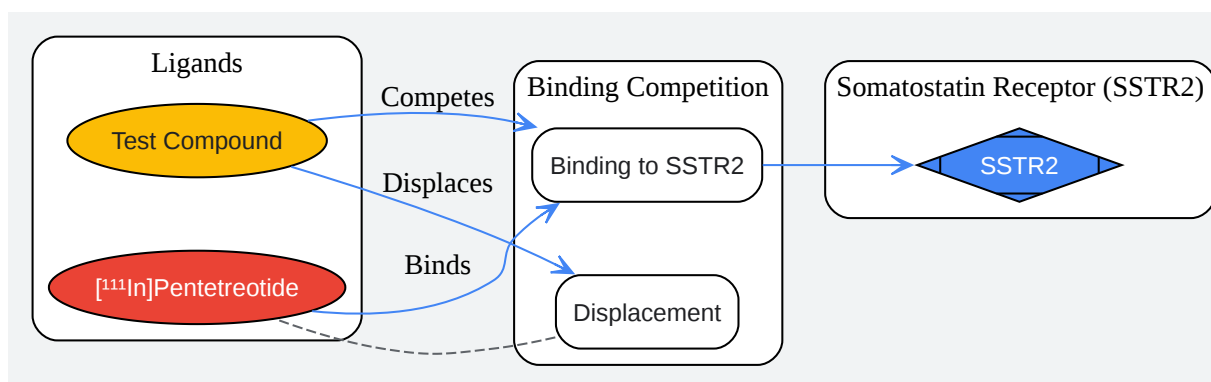 Ligands
Test Compound
[¹¹¹In]Pentetreotide
Competes
Displaces
Binds
Binding Competition
Binding to SSTR2
Displacement
Somatostatin Receptor (SSTR2)
SSTR2